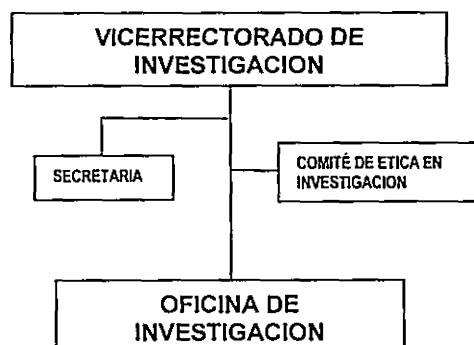 VICERRECTORADO DE
INVESTIGACION
SECRETARIA
COMITÉ DE ETICA EN
INVESTIGACION
OFICINA DE
INVESTIGACION